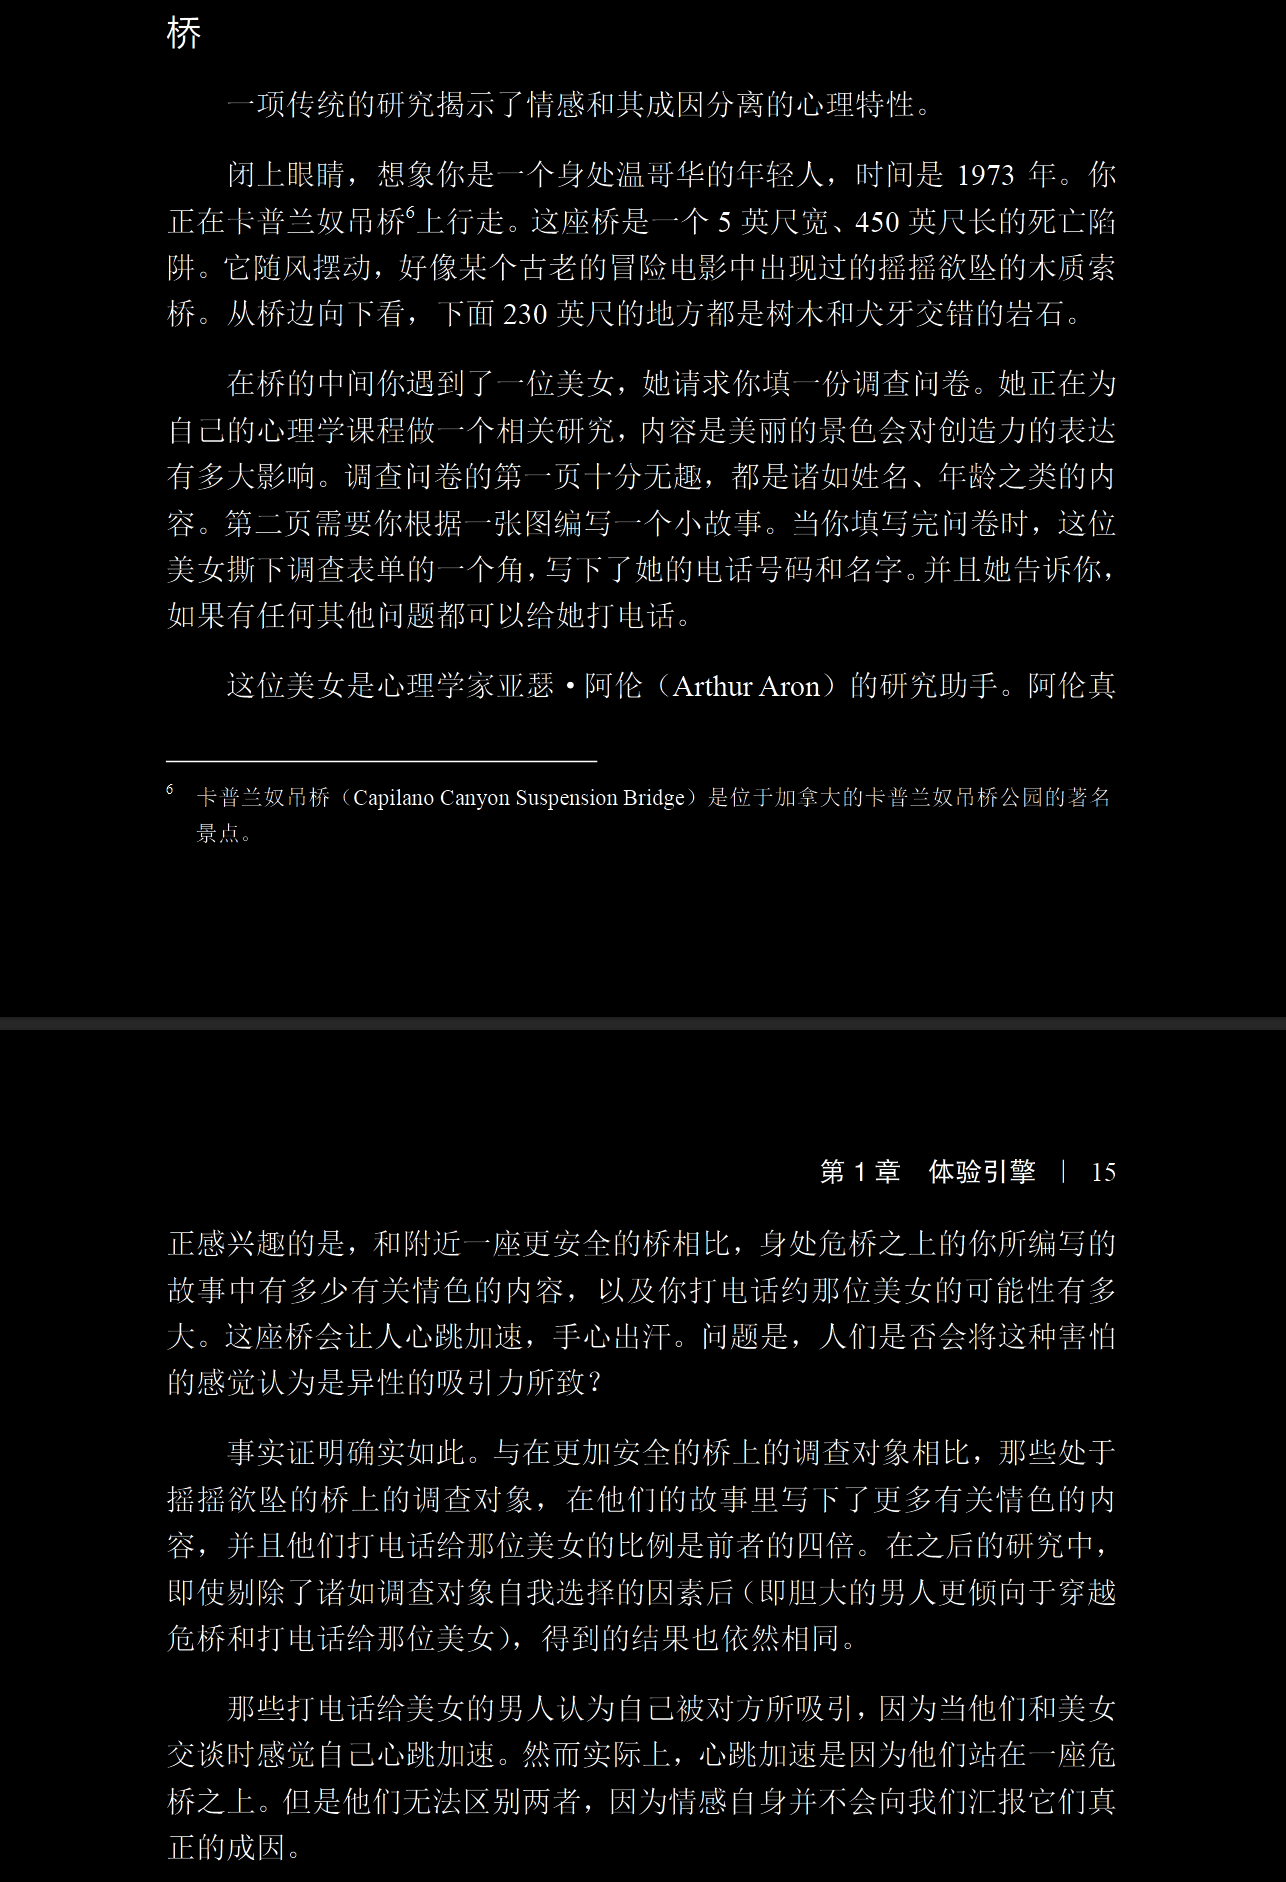 桥
一项传统的研究揭示了情感和其成因分离的心理特性。
闭上眼睛，想象你是一个身处温哥华的年轻人，时间是 1973 年。你
正在卡普兰奴吊桥6上行走。这座桥是一个 5 英尺宽、450 英尺长的死亡陷
阱。它随风摆动，好像某个古老的冒险电影中出现过的摇摇欲坠的木质索
桥。从桥边向下看，下面 230 英尺的地方都是树木和犬牙交错的岩石。
在桥的中间你遇到了一位美女，她请求你填一份调查问卷。她正在为
自己的心理学课程做一个相关研究，内容是美丽的景色会对创造力的表达
有多大影响。调查问卷的第一页十分无趣，都是诸如姓名、年龄之类的内
容。第二页需要你根据一张图编写一个小故事。当你填写完问卷时，这位
美女撕下调查表单的一个角，写下了她的电话号码和名字。并且她告诉你，
如果有任何其他问题都可以给她打电话。
这位美女是心理学家亚瑟·阿伦（Arthur Aron）的研究助手。阿伦真
6 卡普兰奴吊桥（Capilano Canyon Suspension Bridge）是位于加拿大的卡普兰奴吊桥公园的著名
景点。
第 1 章 体验引擎 | 15
正感兴趣的是，和附近一座更安全的桥相比，身处危桥之上的你所编写的
故事中有多少有关情色的内容，以及你打电话约那位美女的可能性有多
大。这座桥会让人心跳加速，手心出汗。问题是，人们是否会将这种害怕
的感觉认为是异性的吸引力所致？
事实证明确实如此。与在更加安全的桥上的调查对象相比，那些处于
摇摇欲坠的桥上的调查对象，在他们的故事里写下了更多有关情色的内
容，并且他们打电话给那位美女的比例是前者的四倍。在之后的研究中，
即使剔除了诸如调查对象自我选择的因素后（即胆大的男人更倾向于穿越
危桥和打电话给那位美女），得到的结果也依然相同。
那些打电话给美女的男人认为自己被对方所吸引，因为当他们和美女
交谈时感觉自己心跳加速。然而实际上，心跳加速是因为他们站在一座危
桥之上。但是他们无法区别两者，因为情感自身并不会向我们汇报它们真
正的成因。